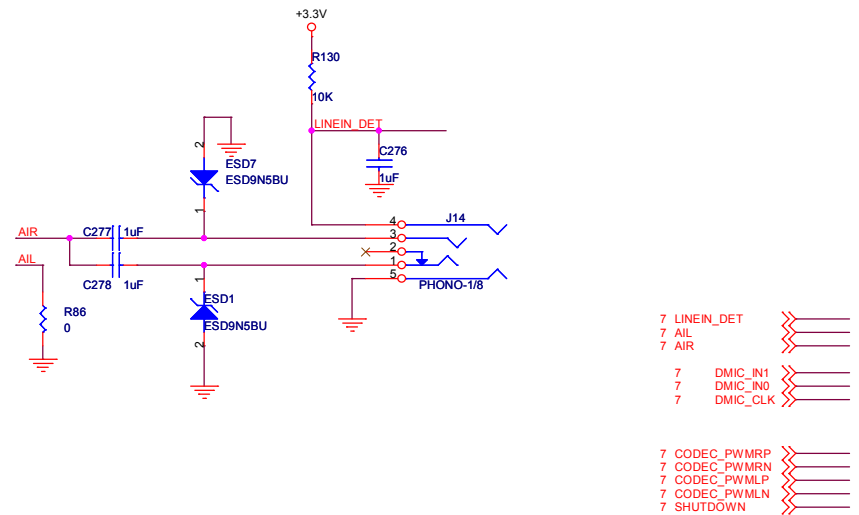 +3.3V
R130
10K
LINEIN_DET
C276
1uF
2
ESD7
ESD9N5BU
1
J14
4
3
2
1
5
PHONO-1/8
AIR
C277 1uF
AIL
C278 1uF
1
ESD1
ESD9N5BU
2
R86
0
7 LINEIN_DET
7 AIL
7 AIR
7 DMIC_IN1
7 DMIC_IN0
7 DMIC_CLK
7 CODEC_PWMRP
7 CODEC_PWMRN
7 CODEC_PWMLP
7 CODEC_PWMLN
7 SHUTDOWN